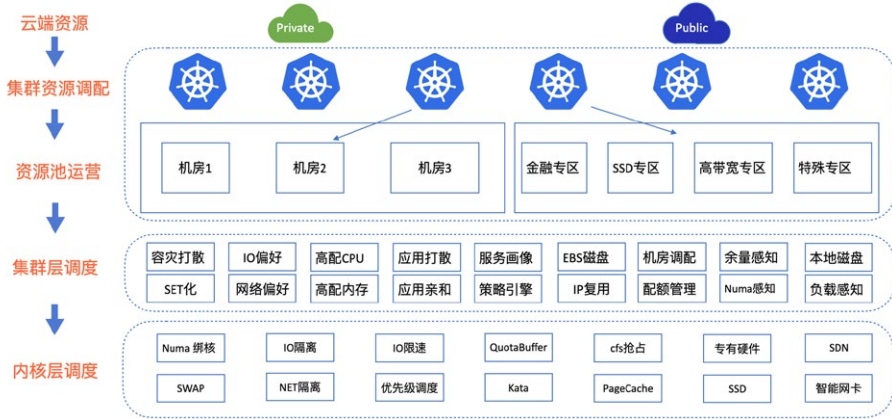 云端资源
Private
Public
集群资源调配
资源池运营
机房1
机房2
机房3
金融专区
SSD专区
高带宽专区
特殊专区
集群层调度
容灾打散
IO偏好
高配CPU
应用打散
服务画像
EBS磁盘
机房调配
余量感知
本地磁盘
SET化
网络偏好
高配内存
应用亲和
策略引擎
IP复用
配额管理
Numa感知
负载感知
内核层调度
Numa 绑核
IO隔离
IO限速
QuotaBuffer
cfs抢占
专有硬件
SDN
SWAP
NET隔离
优先级调度
Kata
PageCache
SSD
智能网卡